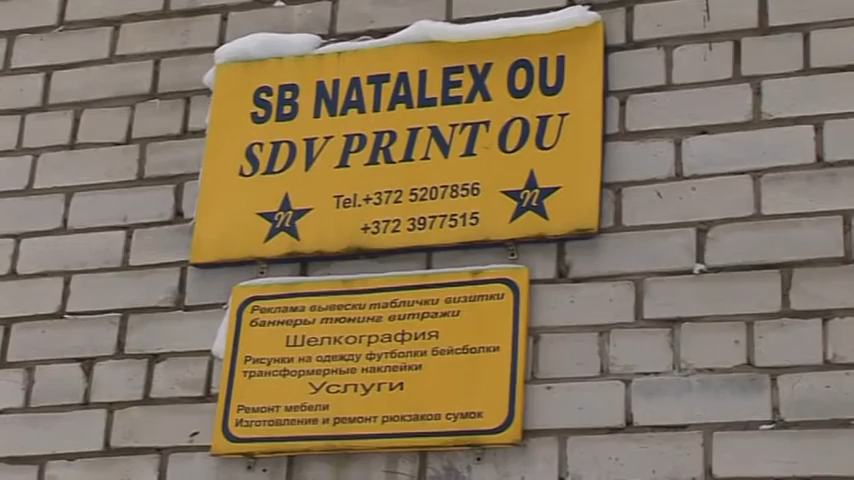 SB NATALEX OU
SDV PRINT OU
Tel.+372 5207856
+372 3977515
n n
Реклама вывески таблички визитки
баннеры тюнинг витражи
Шелкография
Рисунки на одежду футболки бейсболки
трансформерные наклейки
Услуги
Ремонт мебели
Изготовление и ремонт рюкзаков сумок